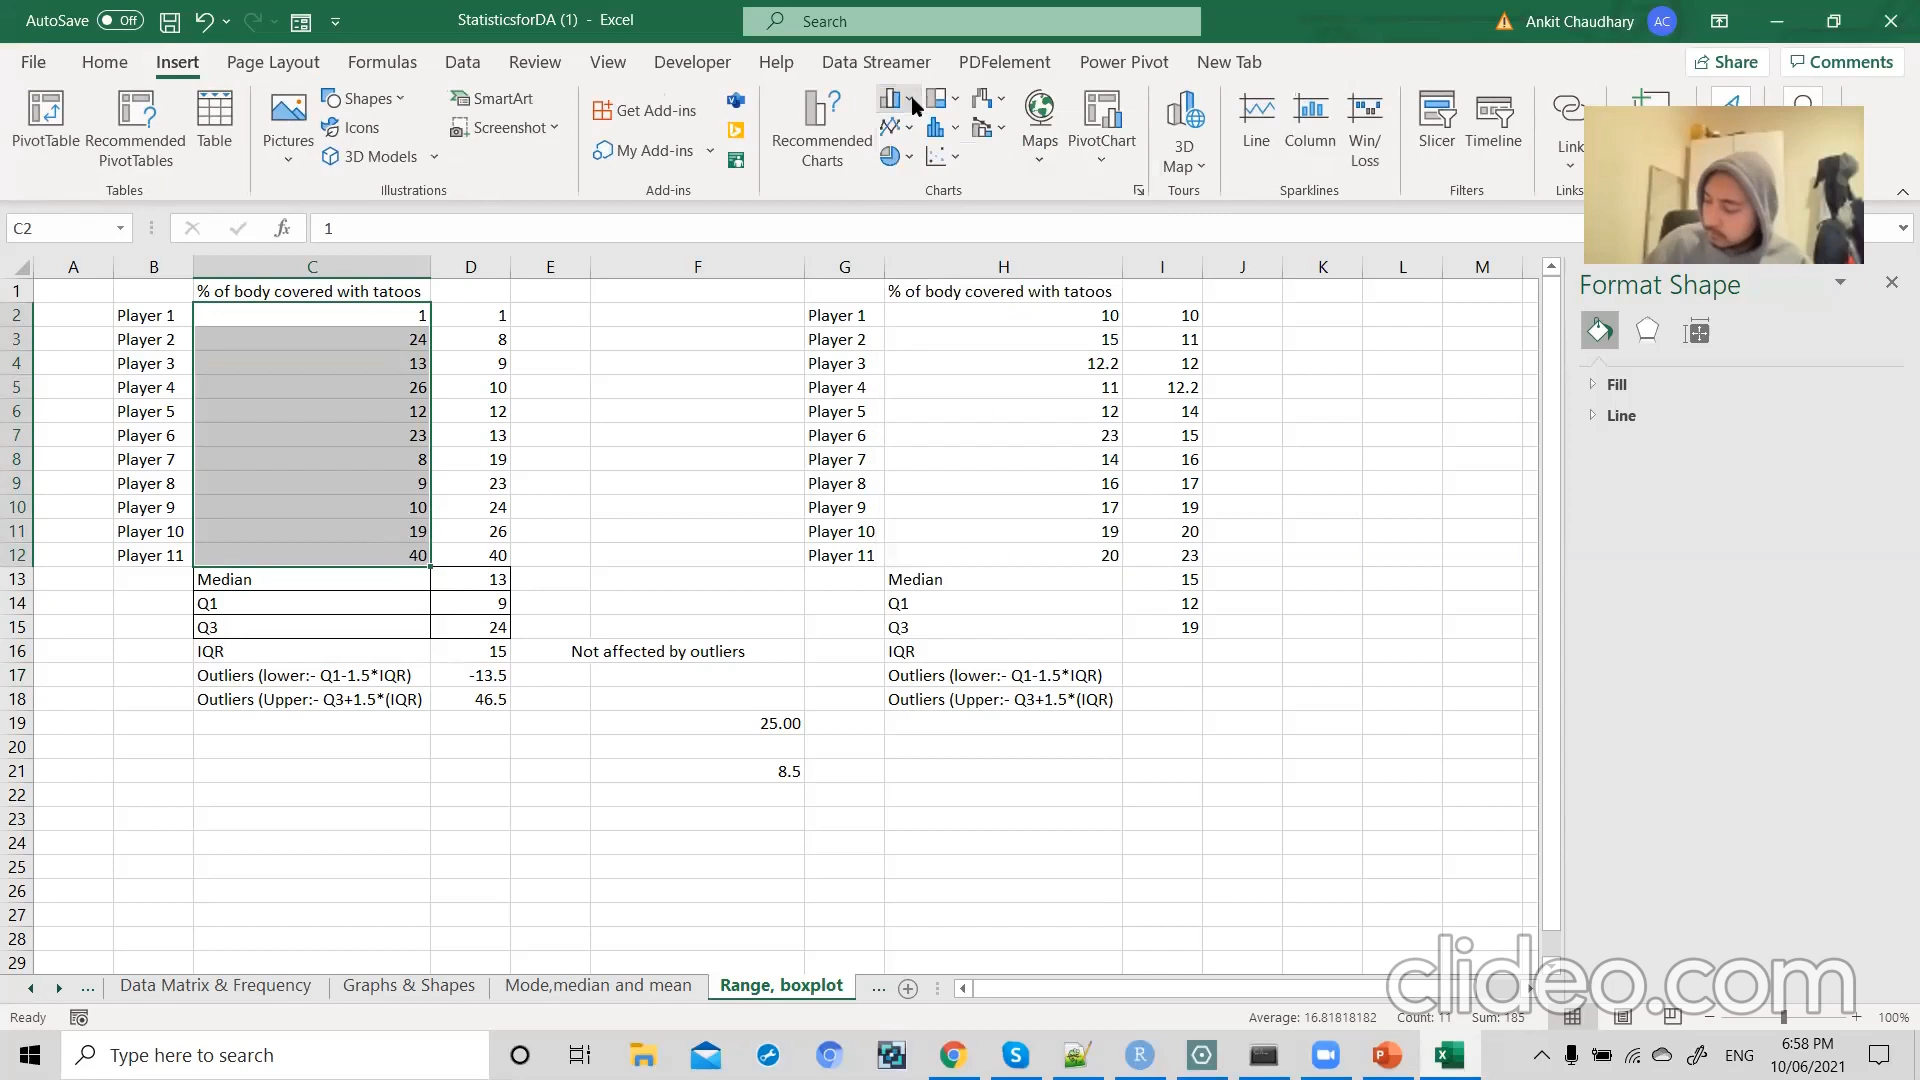 AutoSave Off StatisticsforDA (1) - Excel Search Ankit Chaudhary AC
File Home Insert Page Layout Formulas Data Review View Developer Help Data Streamer PDFelement Power Pivot New Tab Share Comments
PivotTable Recommended PivotTables Table Pictures Shapes Icons 3D Models SmartArt Screenshot Get Add-ins My Add-ins Recommended Charts Maps PivotChart 3D Map Line Column Win/Loss Slicer Timeline Link
Tables Illustrations Add-ins Charts Tours Sparklines Filters Links
C2 fx 1
A B C D E F G H I J K L M
1 % of body covered with tatoos % of body covered with tatoos
2 Player 1 1 1 Player 1 10 10
3 Player 2 24 8 Player 2 15 11
4 Player 3 13 9 Player 3 12.2 12
5 Player 4 26 10 Player 4 11 12.2
6 Player 5 12 12 Player 5 12 14
7 Player 6 23 13 Player 6 23 15
8 Player 7 8 19 Player 7 14 16
9 Player 8 9 23 Player 8 16 17
10 Player 9 10 24 Player 9 17 19
11 Player 10 19 26 Player 10 19 20
12 Player 11 40 40 Player 11 20 23
13 Median 13 Median 15
14 Q1 9 Q1 12
15 Q3 24 Q3 19
16 IQR 15 Not affected by outliers IQR
17 Outliers (lower:- Q1-1.5*IQR) -13.5 Outliers (lower:- Q1-1.5*IQR)
18 Outliers (Upper:- Q3+1.5*(IQR) 46.5 Outliers (Upper:- Q3+1.5*(IQR)
19 25.00
20
21 8.5
22
23
24
25
26
27
28
29
Format Shape
Fill
Line
... Data Matrix & Frequency Graphs & Shapes Mode,median and mean Range, boxplot ...
clideo.com
Ready Average: 16.81818182 Count: 11 Sum: 185 100%
Type here to search ENG 6:58 PM
10/06/2021